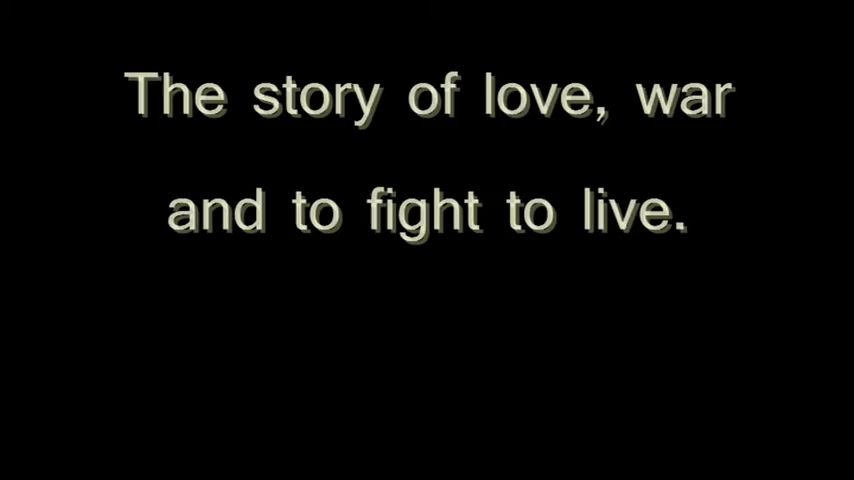 The story of love, war
and to fight to live.